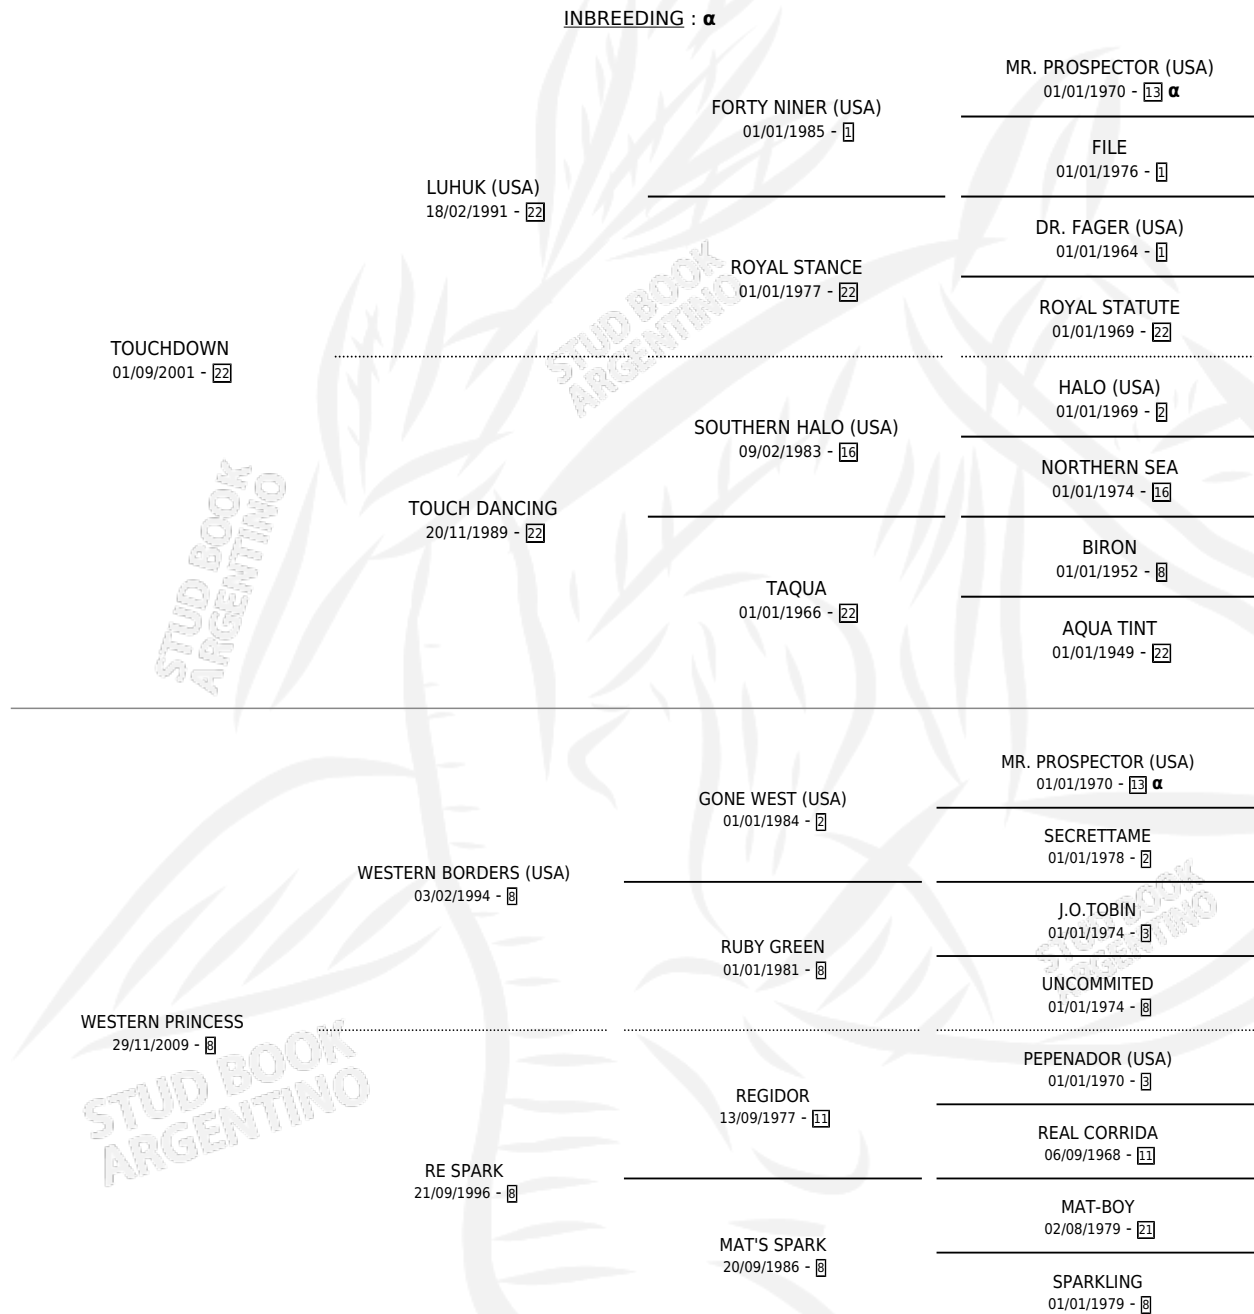 INBREEDING : α
MR. PROSPECTOR (USA)
01/01/1970 - 13 α
FORTY NINER (USA)
01/01/1985 - 1
FILE
01/01/1976 - 1
LUHUK (USA)
18/02/1991 - 22
DR. FAGER (USA)
01/01/1964 - 1
ROYAL STANCE
01/01/1977 - 22
ROYAL STATUTE
01/01/1969 - 22
TOUCHDOWN
01/09/2001 - 22
HALO (USA)
01/01/1969 - 2
SOUTHERN HALO (USA)
09/02/1983 - 16
NORTHERN SEA
01/01/1974 - 16
TOUCH DANCING
20/11/1989 - 22
BIRON
01/01/1952 - 8
TAQUA
01/01/1966 - 22
AQUA TINT
01/01/1949 - 22
MR. PROSPECTOR (USA)
01/01/1970 - 13 α
GONE WEST (USA)
01/01/1984 - 2
SECRETTAME
01/01/1978 - 2
WESTERN BORDERS (USA)
03/02/1994 - 8
J.O.TOBIN
01/01/1974 - 3
RUBY GREEN
01/01/1981 - 8
UNCOMMITED
01/01/1974 - 8
WESTERN PRINCESS
29/11/2009 - 8
PEPENADOR (USA)
01/01/1970 - 3
REGIDOR
13/09/1977 - 11
REAL CORRIDA
06/09/1968 - 11
RE SPARK
21/09/1996 - 8
MAT-BOY
02/08/1979 - 21
MAT'S SPARK
20/09/1986 - 8
SPARKLING
01/01/1979 - 8
STUD BOOK
ARGENTINO
STUD BOOK
ARGENTINO
STUD BOOK
ARGENTINO
STUD BOOK
ARGENTINO